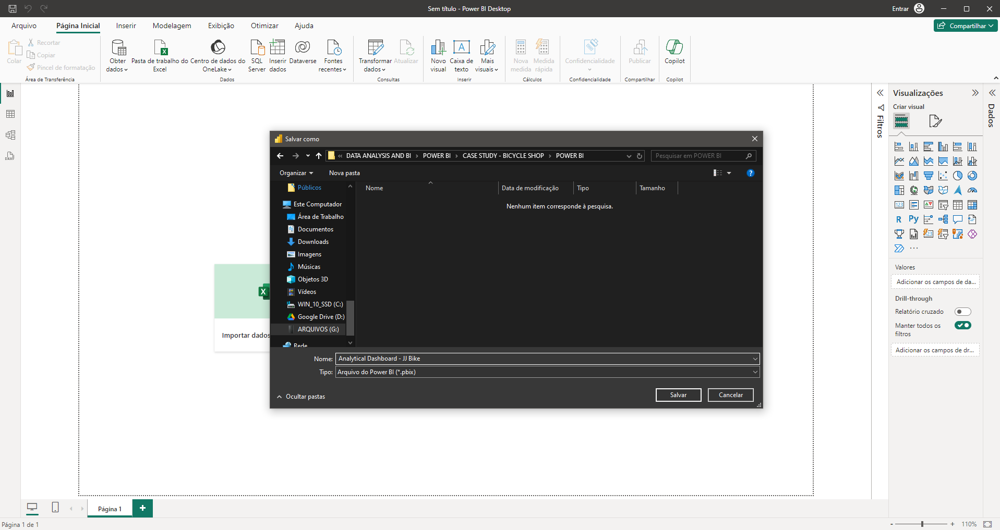 Sem título - Power BI Desktop
Entrar
Arquivo
Página Inicial
Inserir
Modelagem
Exibição
Otimizar
Ajuda
Compartilhar
Colar
Recortar
Copiar
Pincel de formatação
Área de Transferência
Obter dados
Pasta de trabalho do Excel
Centro de dados do OneLake
SQL Server
Inserir dados
Dataverse
Fontes recentes
Dados
Transformar dados
Atualizar
Consultas
Novo visual
Caixa de texto
Mais visuais
Inserir
Nova medida
Medida rápida
Cálculos
Confidencialidade
Confidencialidade
Publicar
Compartilhar
Copilot
Copilot
DAX
Importar dados
Salvar como
« DATA ANALYSIS AND BI › POWER BI › CASE STUDY - BICYCLE SHOP › POWER BI
Pesquisar em POWER BI
Organizar
Nova pasta
?
Públicos
Este Computador
Área de Trabalho
Documentos
Downloads
Imagens
Músicas
Objetos 3D
Vídeos
WIN_10_SSD (C:)
Google Drive (D:)
ARQUIVOS (G:)
Rede
Nome
Data de modificação
Tipo
Tamanho
Nenhum item corresponde à pesquisa.
Nome: Analytical Dashboard - JJ Bike
Tipo: Arquivo do Power BI (*.pbix)
Ocultar pastas
Salvar
Cancelar
Filtros
Visualizações
Criar visual
123
R
Py
123
Valores
Adicionar os campos de da...
Drill-through
Relatório cruzado
Manter todos os filtros
Adicionar os campos de dr...
Dados
Página 1
+
Página 1 de 1
- + 110%